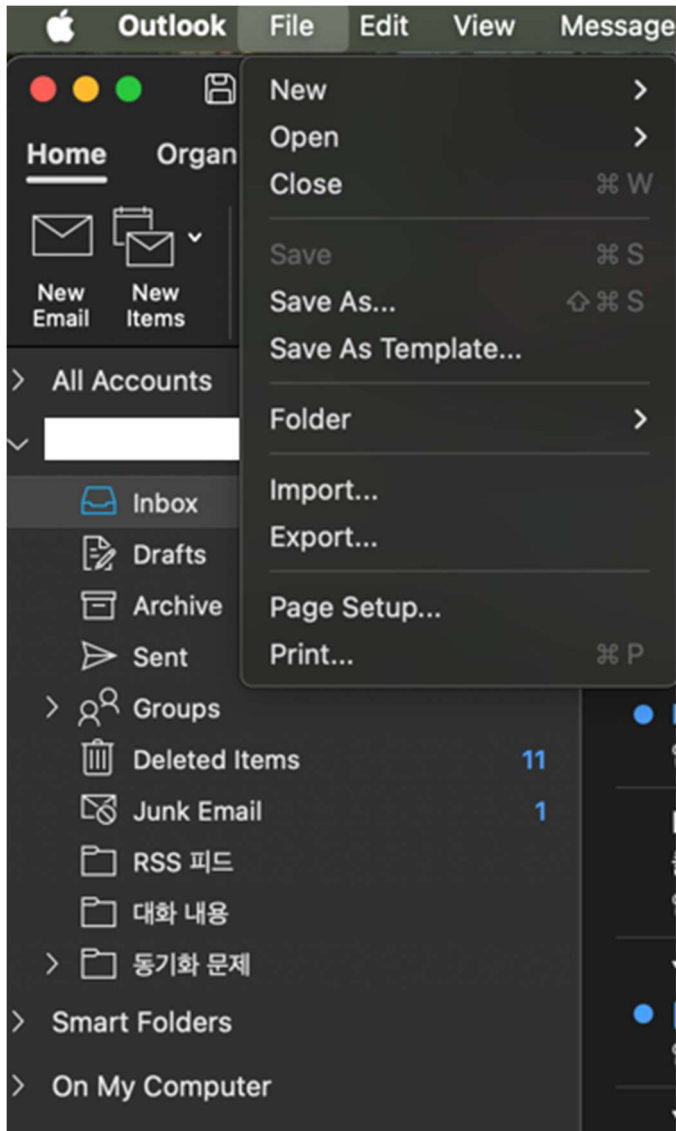 Outlook File Edit View Message
New
Open
Close ⌘ W
Save ⌘ S
Save As... ⇧ ⌘ S
Save As Template...
Folder
Import...
Export...
Page Setup...
Print... ⌘ P
Home Organ
New Email
New Items
All Accounts
Inbox
Drafts
Archive
Sent
Groups
Deleted Items 11
Junk Email 1
RSS 피드
대화 내용
동기화 문제
Smart Folders
On My Computer